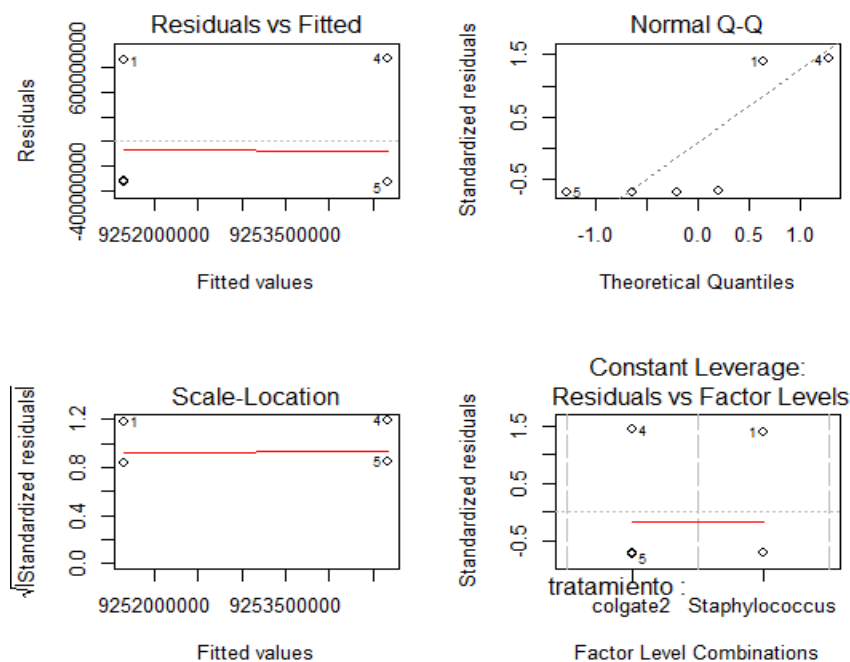 Residuals vs Fitted
Residuals
6000000000
-4000000000
1
4
5
9252000000 9253500000
Fitted values
Normal Q-Q
Standardized residuals
1.5
0.5
-0.5
1
4
5
-1.0 0.0 0.5 1.0
Theoretical Quantiles
Scale-Location
√|Standardized residuals|
1.2
0.8
0.4
0.0
1
4
5
9252000000 9253500000
Fitted values
Constant Leverage:
Residuals vs Factor Levels
Standardized residuals
1.5
0.5
-0.5
4
1
5
tratamiento :
colgate2 Staphylococcus
Factor Level Combinations